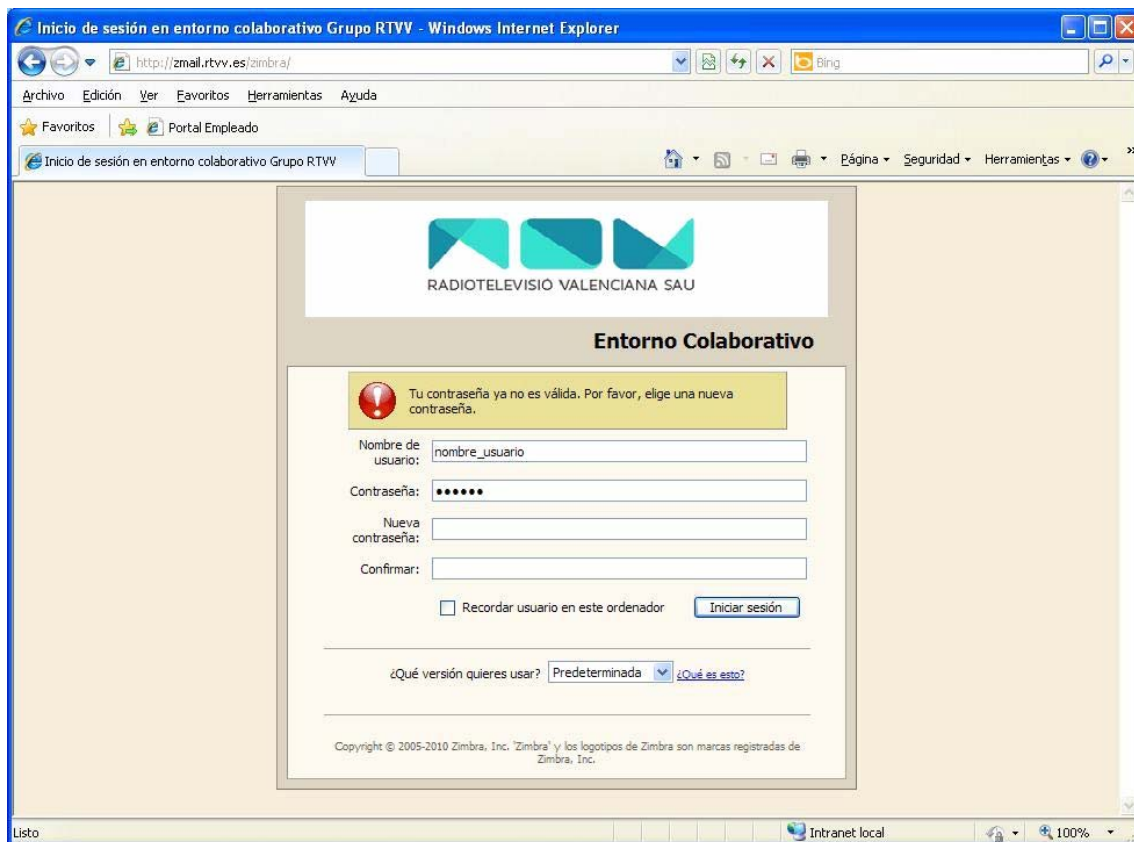 Inicio de sesión en entorno colaborativo Grupo RTVV - Windows Internet Explorer
http://zmail.rtvv.es/zimbra/
Bing
Archivo Edición Ver Favoritos Herramientas Ayuda
Favoritos Portal Empleado
Inicio de sesión en entorno colaborativo Grupo RTVV Página Seguridad Herramientas »
RADIOTELEVISIÓ VALENCIANA SAU
Entorno Colaborativo
Tu contraseña ya no es válida. Por favor, elige una nueva
contraseña.
Nombre de
usuario: nombre_usuario
Contraseña: ••••••
Nueva
contraseña:
Confirmar:
Recordar usuario en este ordenador Iniciar sesión
¿Qué versión quieres usar? Predeterminada ¿Qué es esto?
Copyright © 2005-2010 Zimbra, Inc. 'Zimbra' y los logotipos de Zimbra son marcas registradas de
Zimbra, Inc.
Listo Intranet local 100%